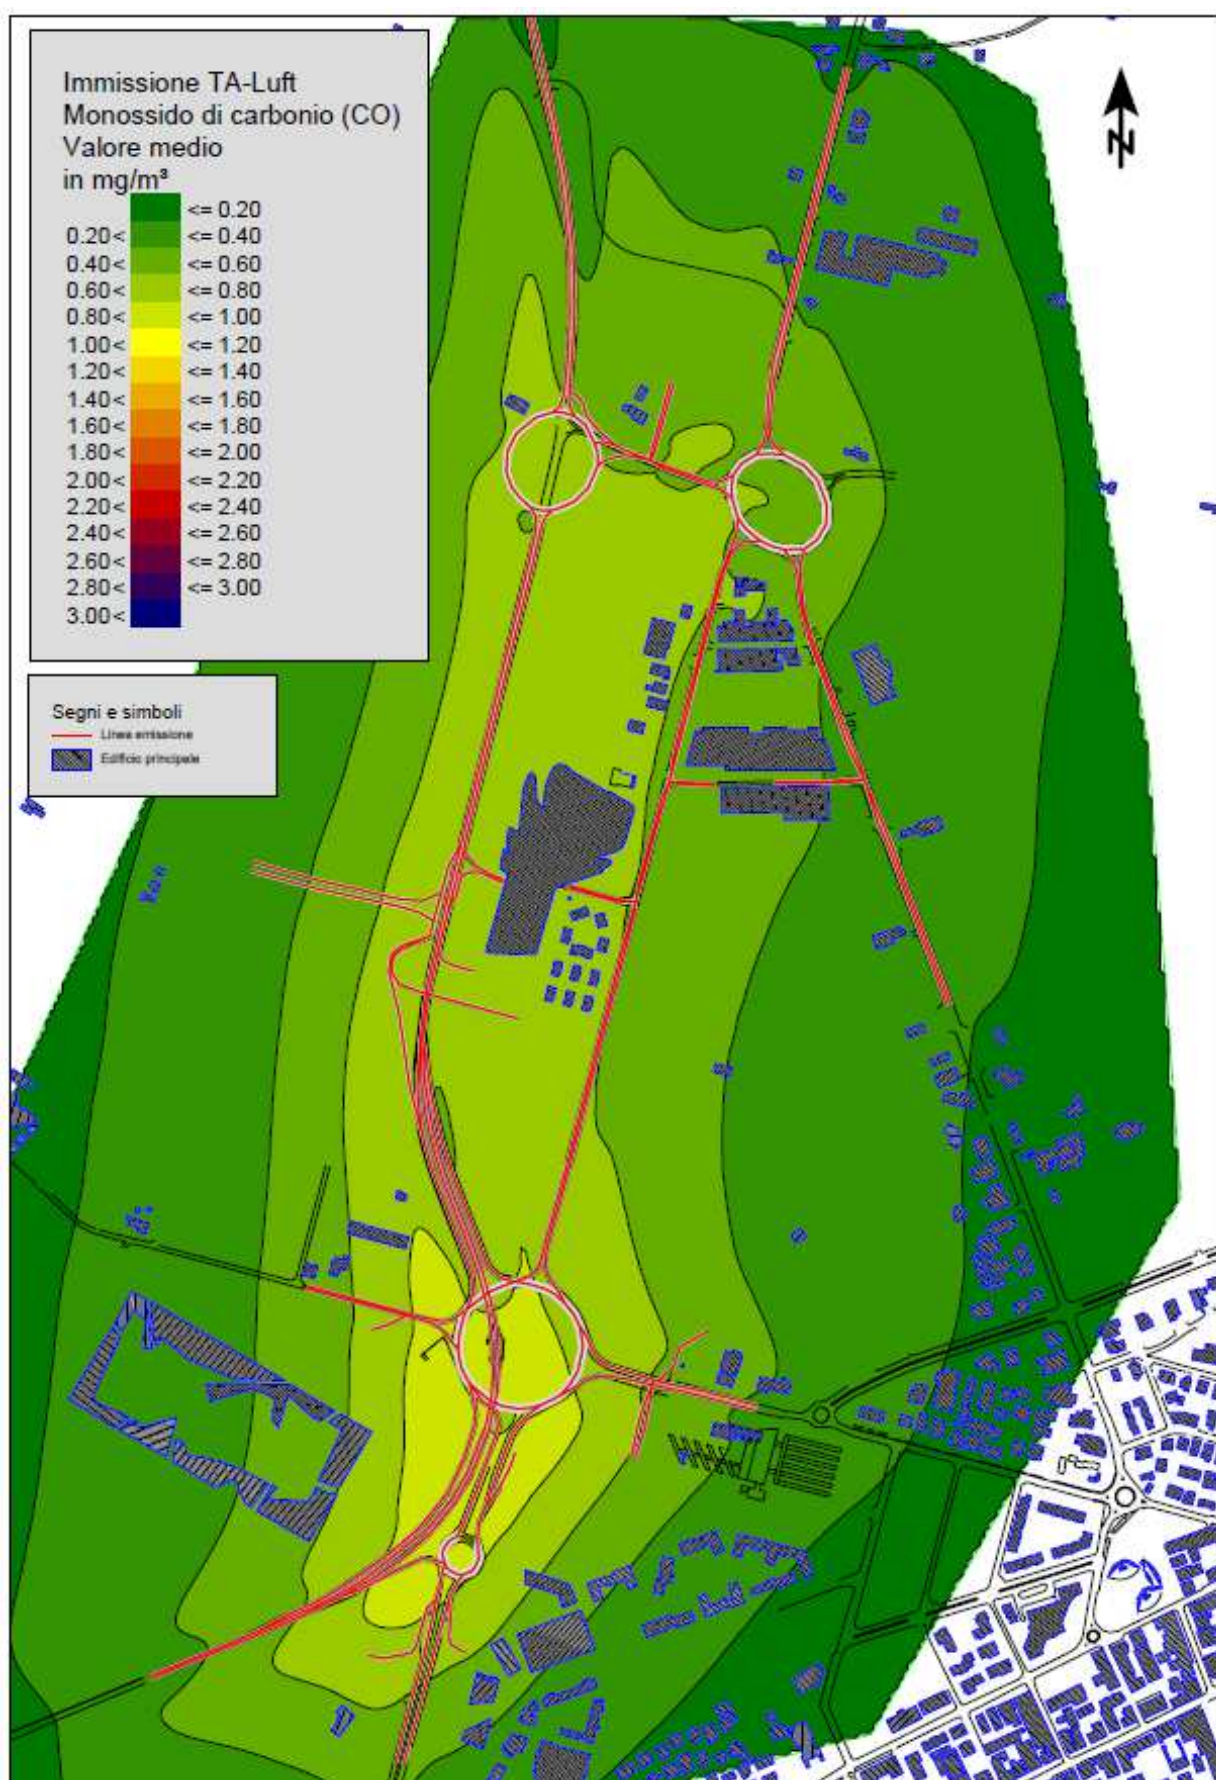 Immissione TA-Luft
Monossido di carbonio (CO)
Valore medio
in mg/m³
<= 0.20
0.20< <= 0.40
0.40< <= 0.60
0.60< <= 0.80
0.80< <= 1.00
1.00< <= 1.20
1.20< <= 1.40
1.40< <= 1.60
1.60< <= 1.80
1.80< <= 2.00
2.00< <= 2.20
2.20< <= 2.40
2.40< <= 2.60
2.60< <= 2.80
2.80< <= 3.00
3.00<
N
Segni e simboli
Linea emissione
Edificio principale